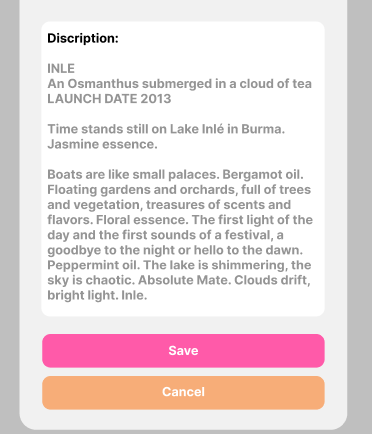 Discription:
INLE
An Osmanthus submerged in a cloud of tea
LAUNCH DATE 2013
Time stands still on Lake Inlé in Burma.
Jasmine essence.
Boats are like small palaces. Bergamot oil.
Floating gardens and orchards, full of trees
and vegetation, treasures of scents and
flavors. Floral essence. The first light of the
day and the first sounds of a festival, a
goodbye to the night or hello to the dawn.
Peppermint oil. The lake is shimmering, the
sky is chaotic. Absolute Mate. Clouds drift,
bright light. Inle.
Save
Cancel